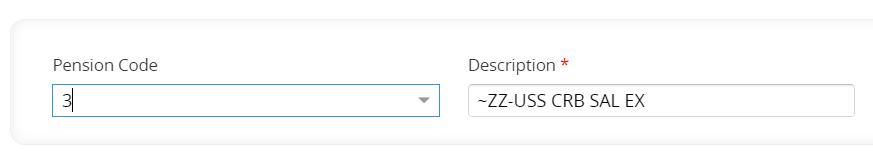 Pension Code
Description *
3
~ZZ-USS CRB SAL EX